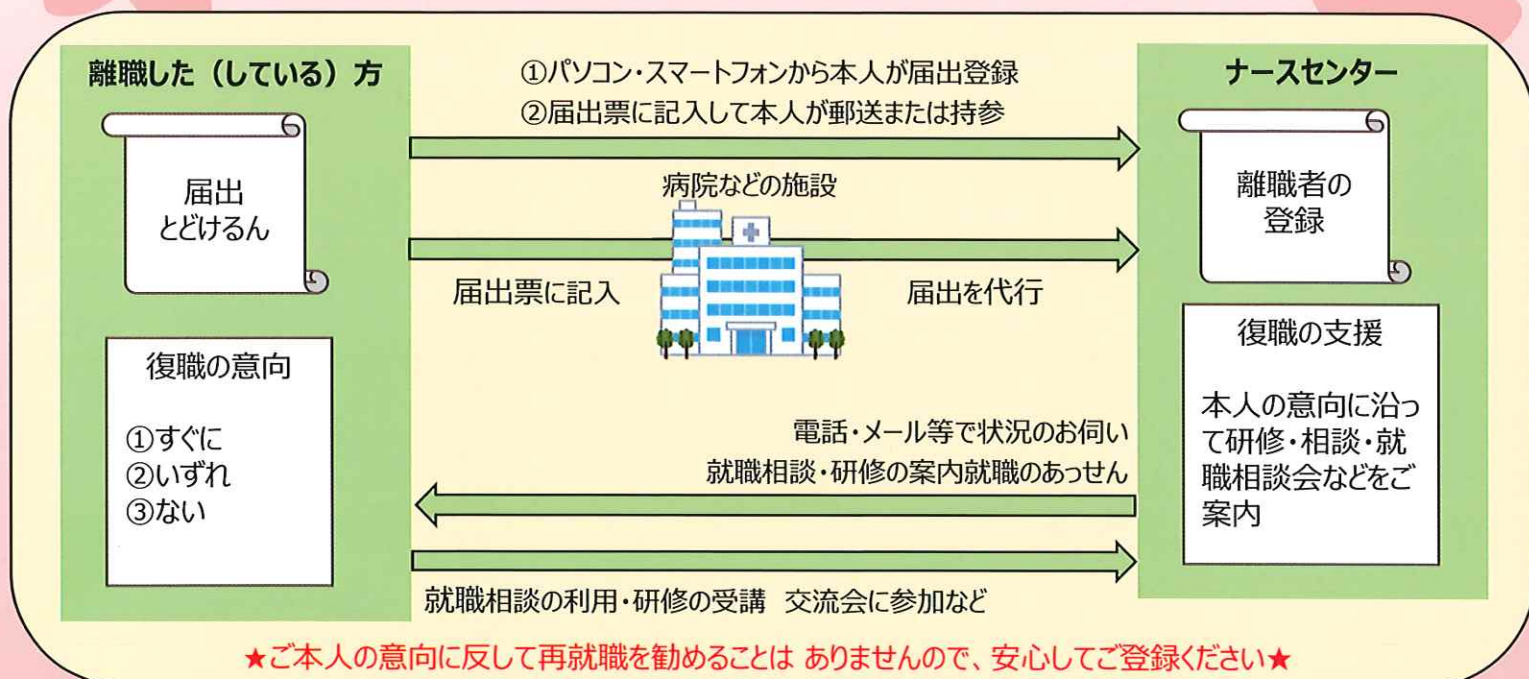 離職した（している）方
届出
とどけるん
復職の意向
①すぐに
②いずれ
③ない
①パソコン・スマートフォンから本人が届出登録
②届出票に記入して本人が郵送または持参
病院などの施設
届出票に記入
届出を代行
電話・メール等で状況のお伺い
就職相談・研修の案内就職のあっせん
就職相談の利用・研修の受講 交流会に参加など
ナースセンター
離職者の
登録
復職の支援
本人の意向に沿っ
て研修・相談・就
職相談会などをご
案内
★ご本人の意向に反して再就職を勧めることは ありませんので、安心してご登録ください★